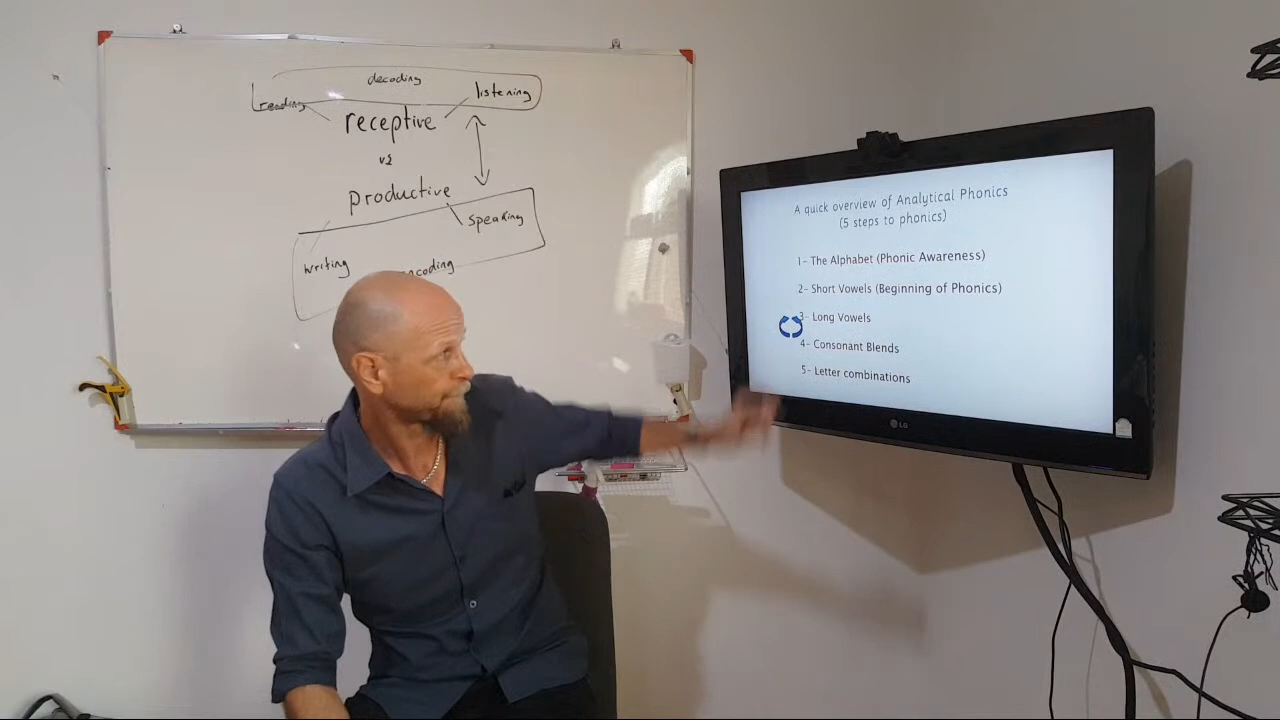 decoding
reading
listening
receptive
vs
productive
speaking
writing
A quick overview of Analytical Phonics
(5 steps to phonics)
1- The Alphabet (Phonic Awareness)
2- Short Vowels (Beginning of Phonics)
3- Long Vowels
4- Consonant Blends
5- Letter combinations
LG